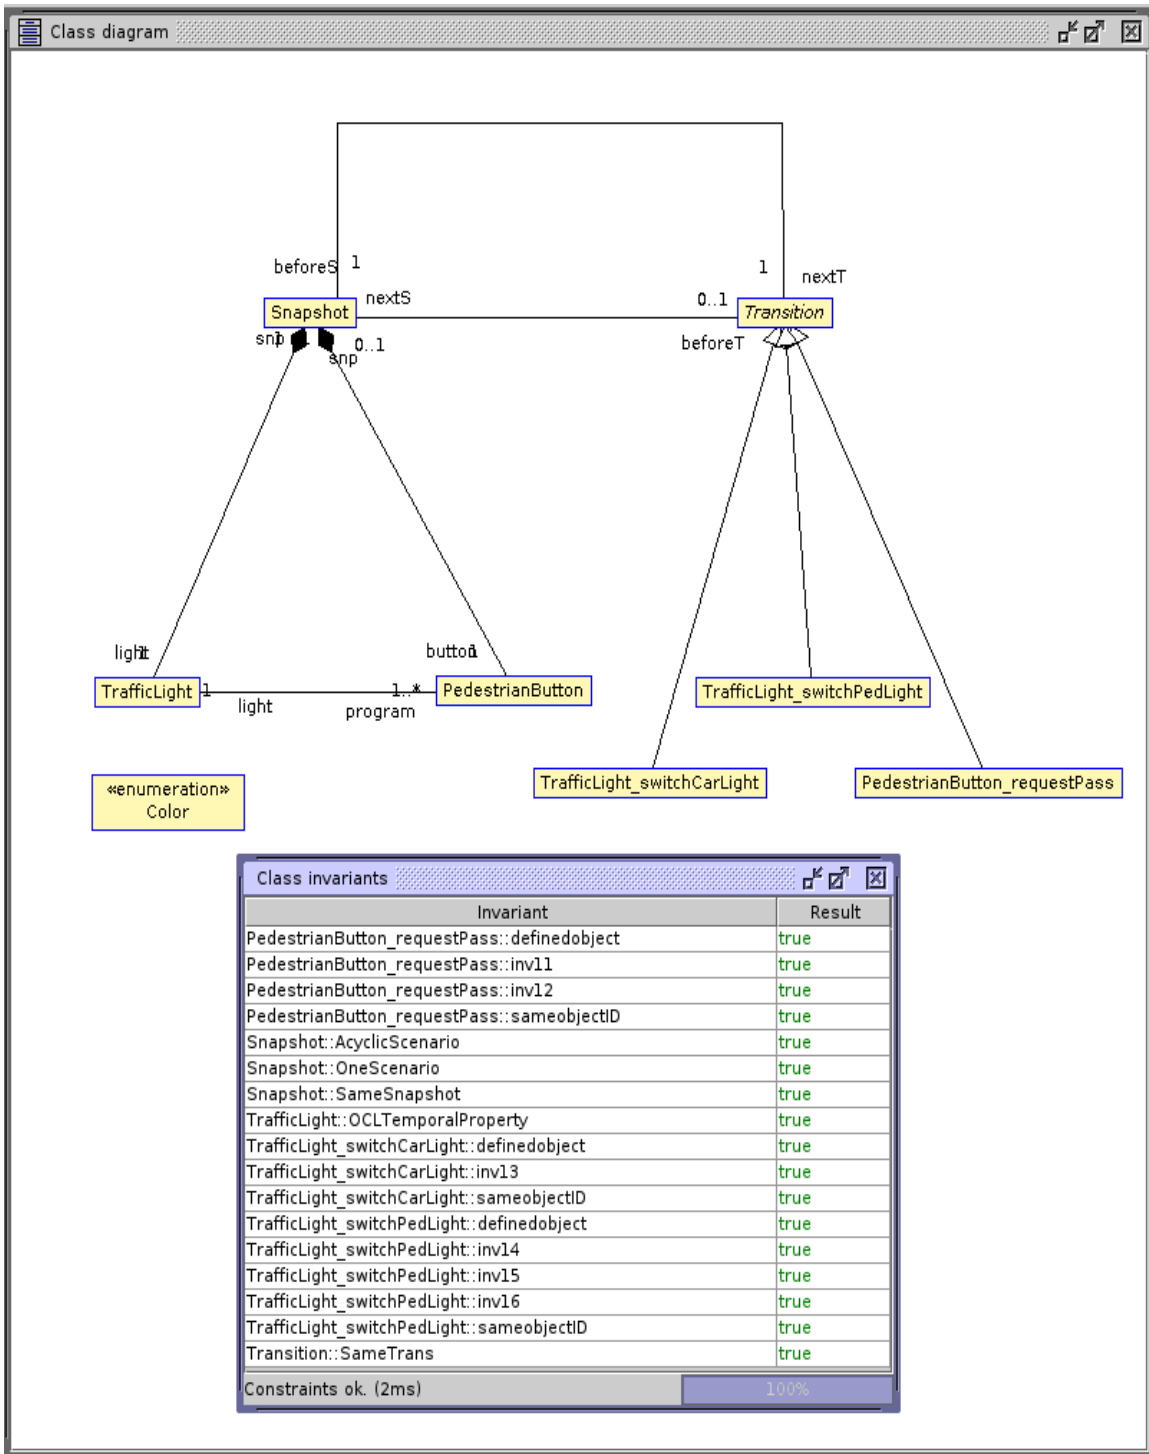 Class diagram
beforeS 1
1 nextT
nextS 0..1
Snapshot Transition
snp 1 0..1 beforeT
snp
light 1 button 1
TrafficLight 1 1..* PedestrianButton TrafficLight_switchPedLight
light program
TrafficLight_switchCarLight PedestrianButton_requestPass
«enumeration»
Color
Class invariants
Invariant Result
PedestrianButton_requestPass::definedobject true
PedestrianButton_requestPass::inv11 true
PedestrianButton_requestPass::inv12 true
PedestrianButton_requestPass::sameobjectID true
Snapshot::AcyclicScenario true
Snapshot::OneScenario true
Snapshot::SameSnapshot true
TrafficLight::OCLTemporalProperty true
TrafficLight_switchCarLight::definedobject true
TrafficLight_switchCarLight::inv13 true
TrafficLight_switchCarLight::sameobjectID true
TrafficLight_switchPedLight::definedobject true
TrafficLight_switchPedLight::inv14 true
TrafficLight_switchPedLight::inv15 true
TrafficLight_switchPedLight::inv16 true
TrafficLight_switchPedLight::sameobjectID true
Transition::SameTrans true
Constraints ok. (2ms) 100%